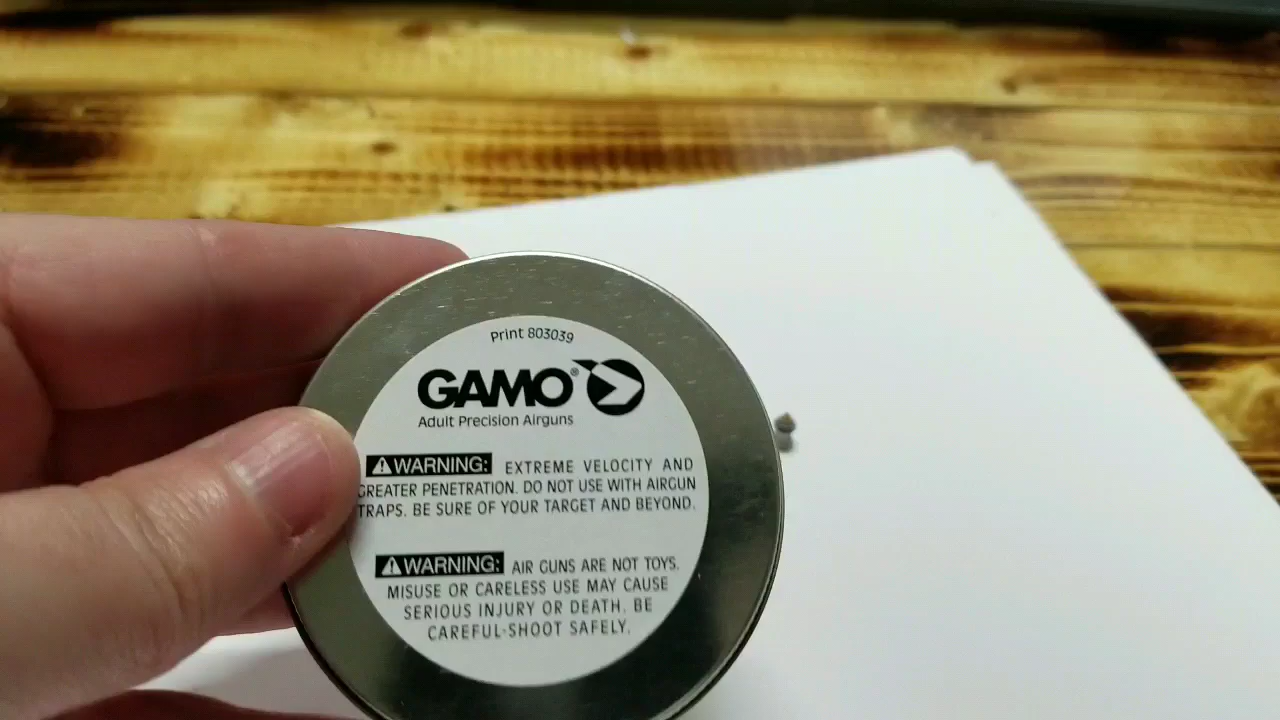 Print 803039
GAMO®
Adult Precision Airguns
WARNING: EXTREME VELOCITY AND
GREATER PENETRATION. DO NOT USE WITH AIRGUN
TRAPS. BE SURE OF YOUR TARGET AND BEYOND.
WARNING: AIR GUNS ARE NOT TOYS.
MISUSE OR CARELESS USE MAY CAUSE
SERIOUS INJURY OR DEATH. BE
CAREFUL-SHOOT SAFELY.